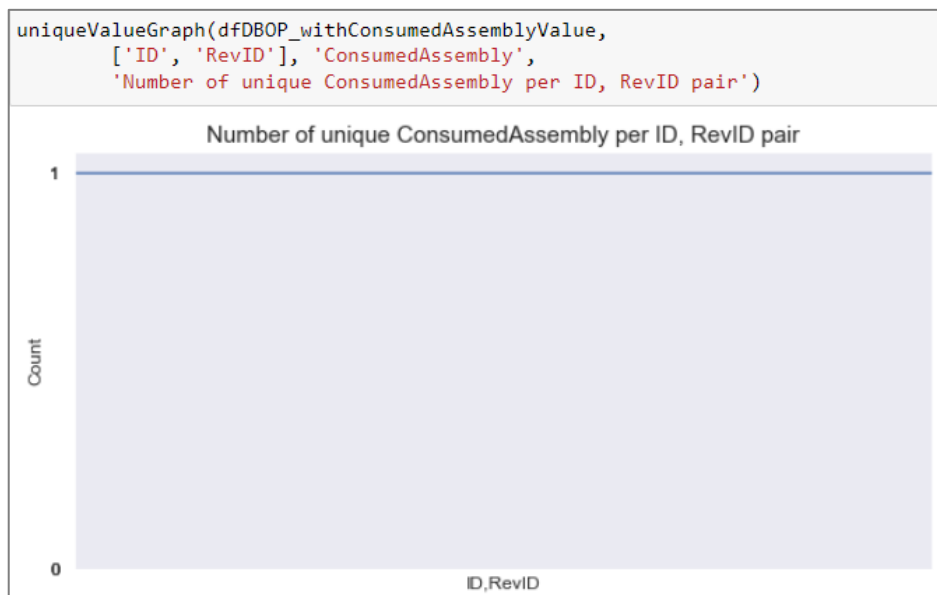 uniqueValueGraph(dfDBOP_withConsumedAssemblyValue,
['ID', 'RevID'], 'ConsumedAssembly',
'Number of unique ConsumedAssembly per ID, RevID pair')
Number of unique ConsumedAssembly per ID, RevID pair
1
Count
0
ID,RevID